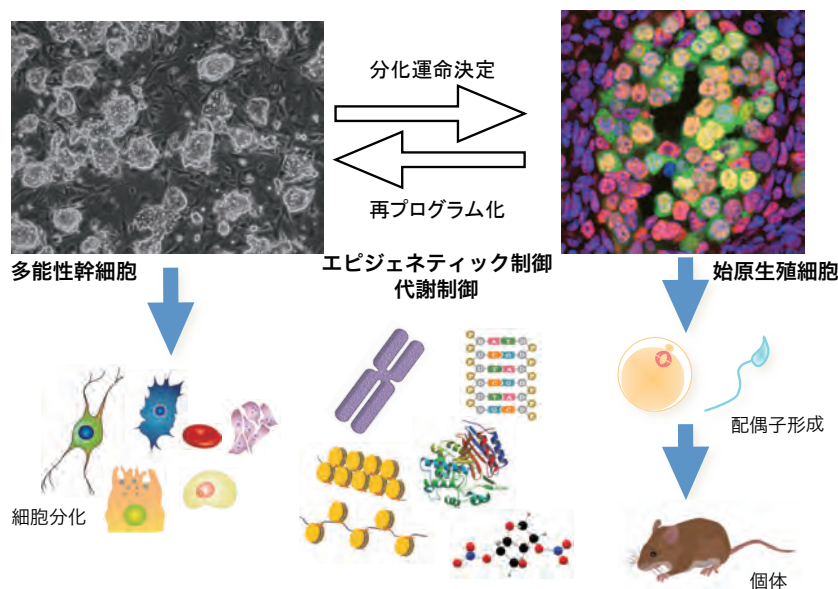 分化運命決定
再プログラム化
多能性幹細胞
エピジェネティック制御
代謝制御
始原生殖細胞
配偶子形成
細胞分化
個体